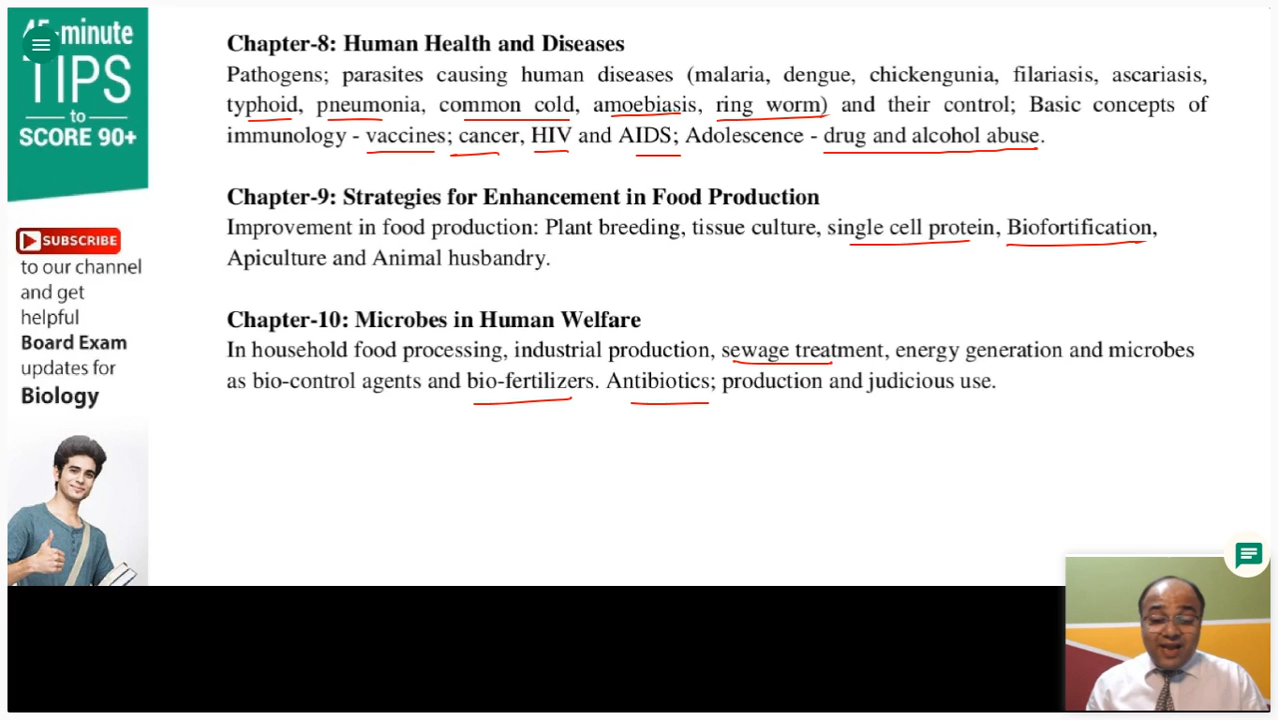 45-minute
TIPS
to
SCORE 90+
SUBSCRIBE
to our channel
and get
helpful
Board Exam
updates for
Biology
Chapter-8: Human Health and Diseases
Pathogens; parasites causing human diseases (malaria, dengue, chickengunia, filariasis, ascariasis,
typhoid, pneumonia, common cold, amoebiasis, ring worm) and their control; Basic concepts of
immunology - vaccines; cancer, HIV and AIDS; Adolescence - drug and alcohol abuse.
Chapter-9: Strategies for Enhancement in Food Production
Improvement in food production: Plant breeding, tissue culture, single cell protein, Biofortification,
Apiculture and Animal husbandry.
Chapter-10: Microbes in Human Welfare
In household food processing, industrial production, sewage treatment, energy generation and microbes
as bio-control agents and bio-fertilizers. Antibiotics; production and judicious use.